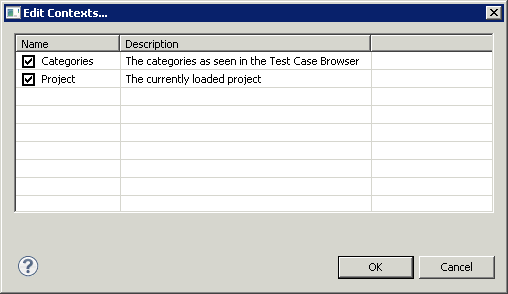 Edit Contexts...
Name Description
Categories The categories as seen in the Test Case Browser
Project The currently loaded project
? OK Cancel